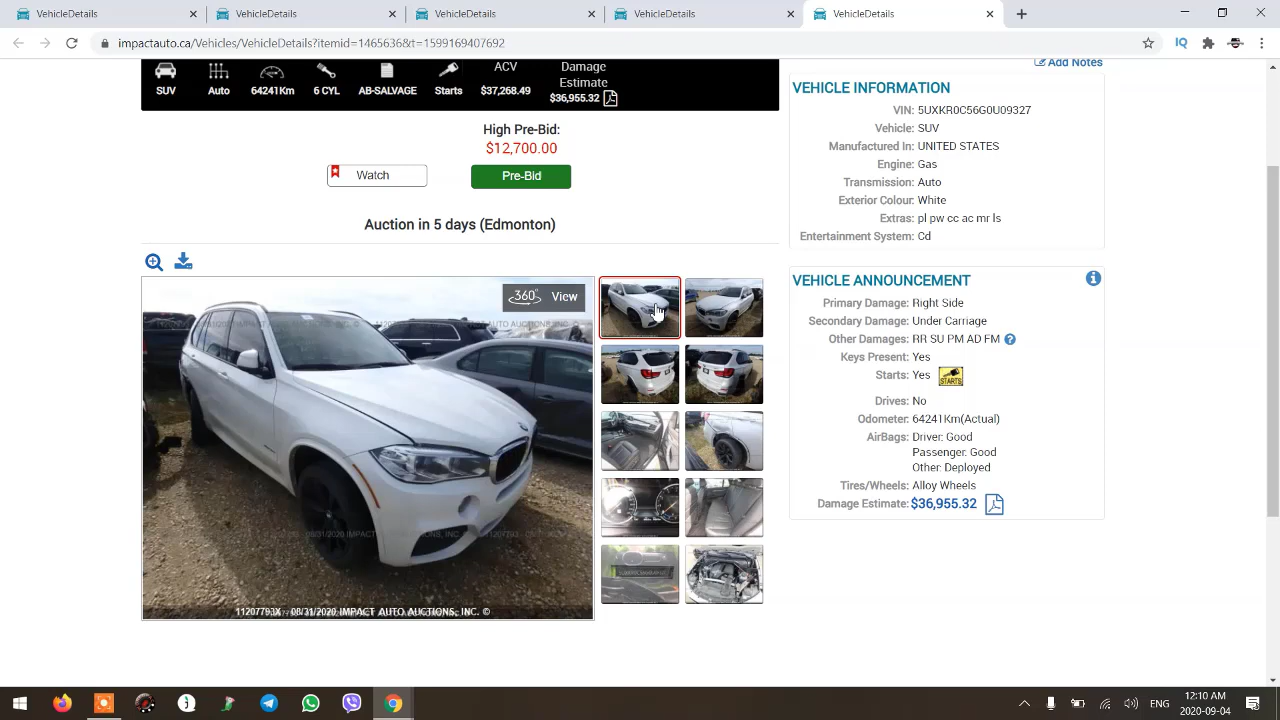 VehicleDetails
VehicleDetails
VehicleDetails
VehicleDetails
VehicleDetails
impactauto.ca/Vehicles/VehicleDetails?itemid=1465636&t=1599169407692
IQ
SUV
Auto
64241Km
6 CYL
AB-SALVAGE
Starts
ACV
$37,268.49
Damage
Estimate
$36,955.32
High Pre-Bid:
$12,700.00
Watch
Pre-Bid
Auction in 5 days (Edmonton)
360° View
11207793X - 08/31/2020 IMPACT AUTO AUCTIONS, INC. ©
Add Notes
VEHICLE INFORMATION
VIN: 5UXKR0C56G0U09327
Vehicle: SUV
Manufactured In: UNITED STATES
Engine: Gas
Transmission: Auto
Exterior Colour: White
Extras: pl pw cc ac mr ls
Entertainment System: Cd
VEHICLE ANNOUNCEMENT
Primary Damage: Right Side
Secondary Damage: Under Carriage
Other Damages: RR SU PM AD FM
Keys Present: Yes
Starts: Yes STARTS
Drives: No
Odometer: 64241Km(Actual)
AirBags: Driver: Good
Passenger: Good
Other: Deployed
Tires/Wheels: Alloy Wheels
Damage Estimate: $36,955.32
ENG
12:10 AM
2020-09-04